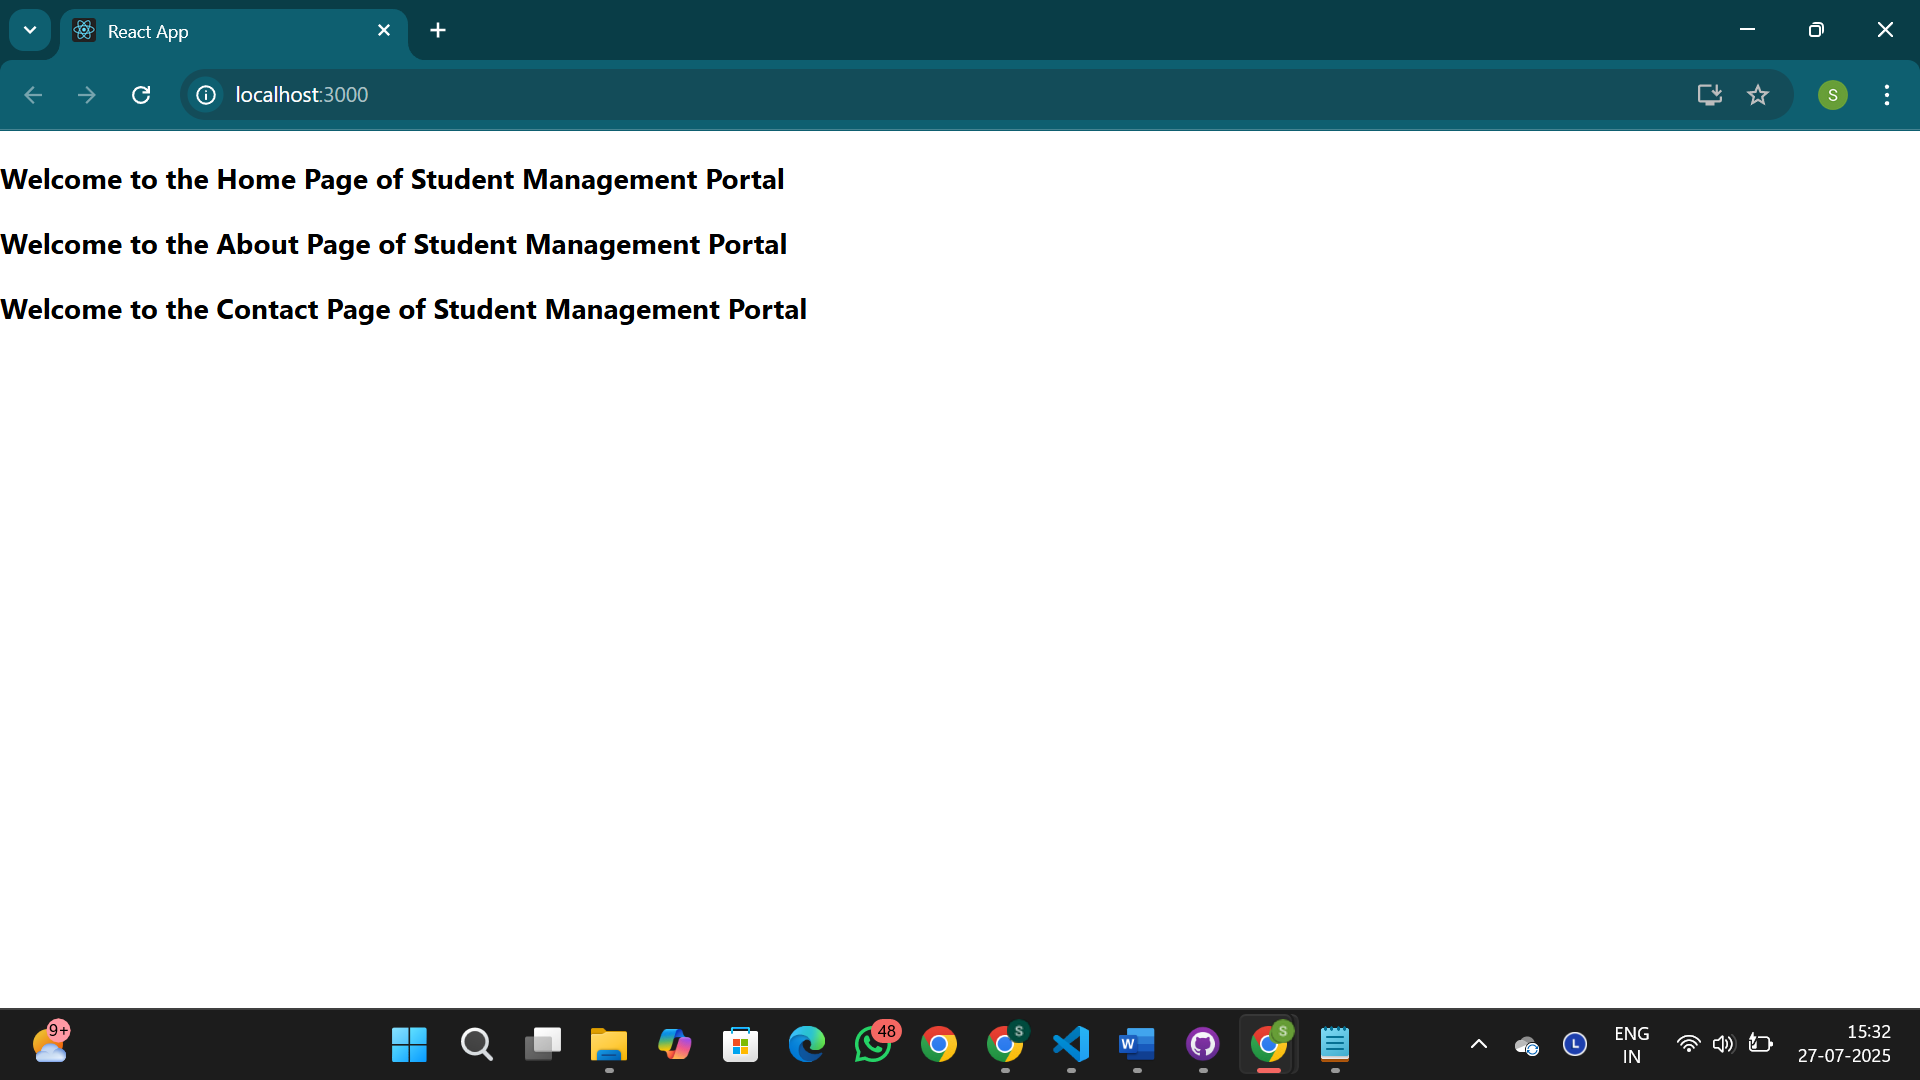 React App
localhost:3000
S
Welcome to the Home Page of Student Management Portal
Welcome to the About Page of Student Management Portal
Welcome to the Contact Page of Student Management Portal
9+
48
S
W
S
L
ENG
IN
15:32
27-07-2025